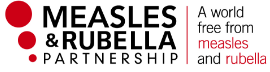 MEASLES
& RUBELLA
PARTNERSHIP
A world
free from
measles
and rubella